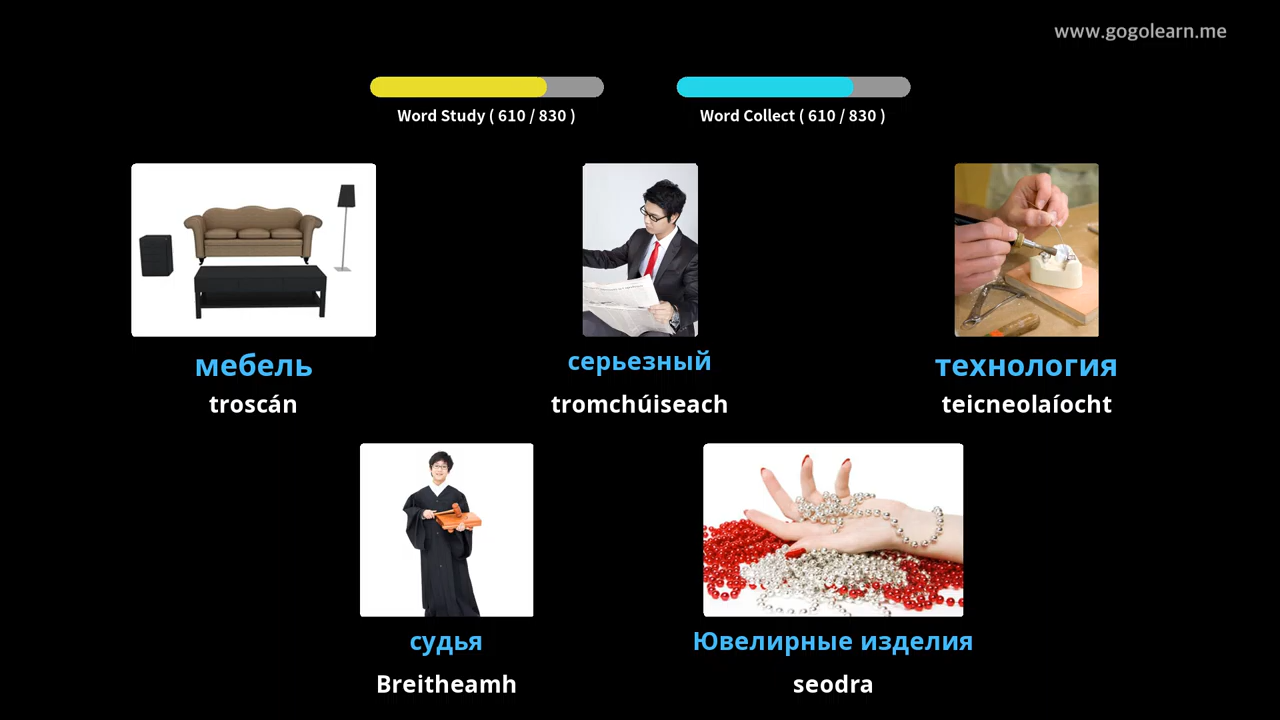 www.gogolearn.me
Word Study ( 610 / 830 )
Word Collect ( 610 / 830 )
мебель
серьезный
технология
troscán
tromchúiseach
teicneolaíocht
судья
Ювелирные изделия
Breitheamh
seodra